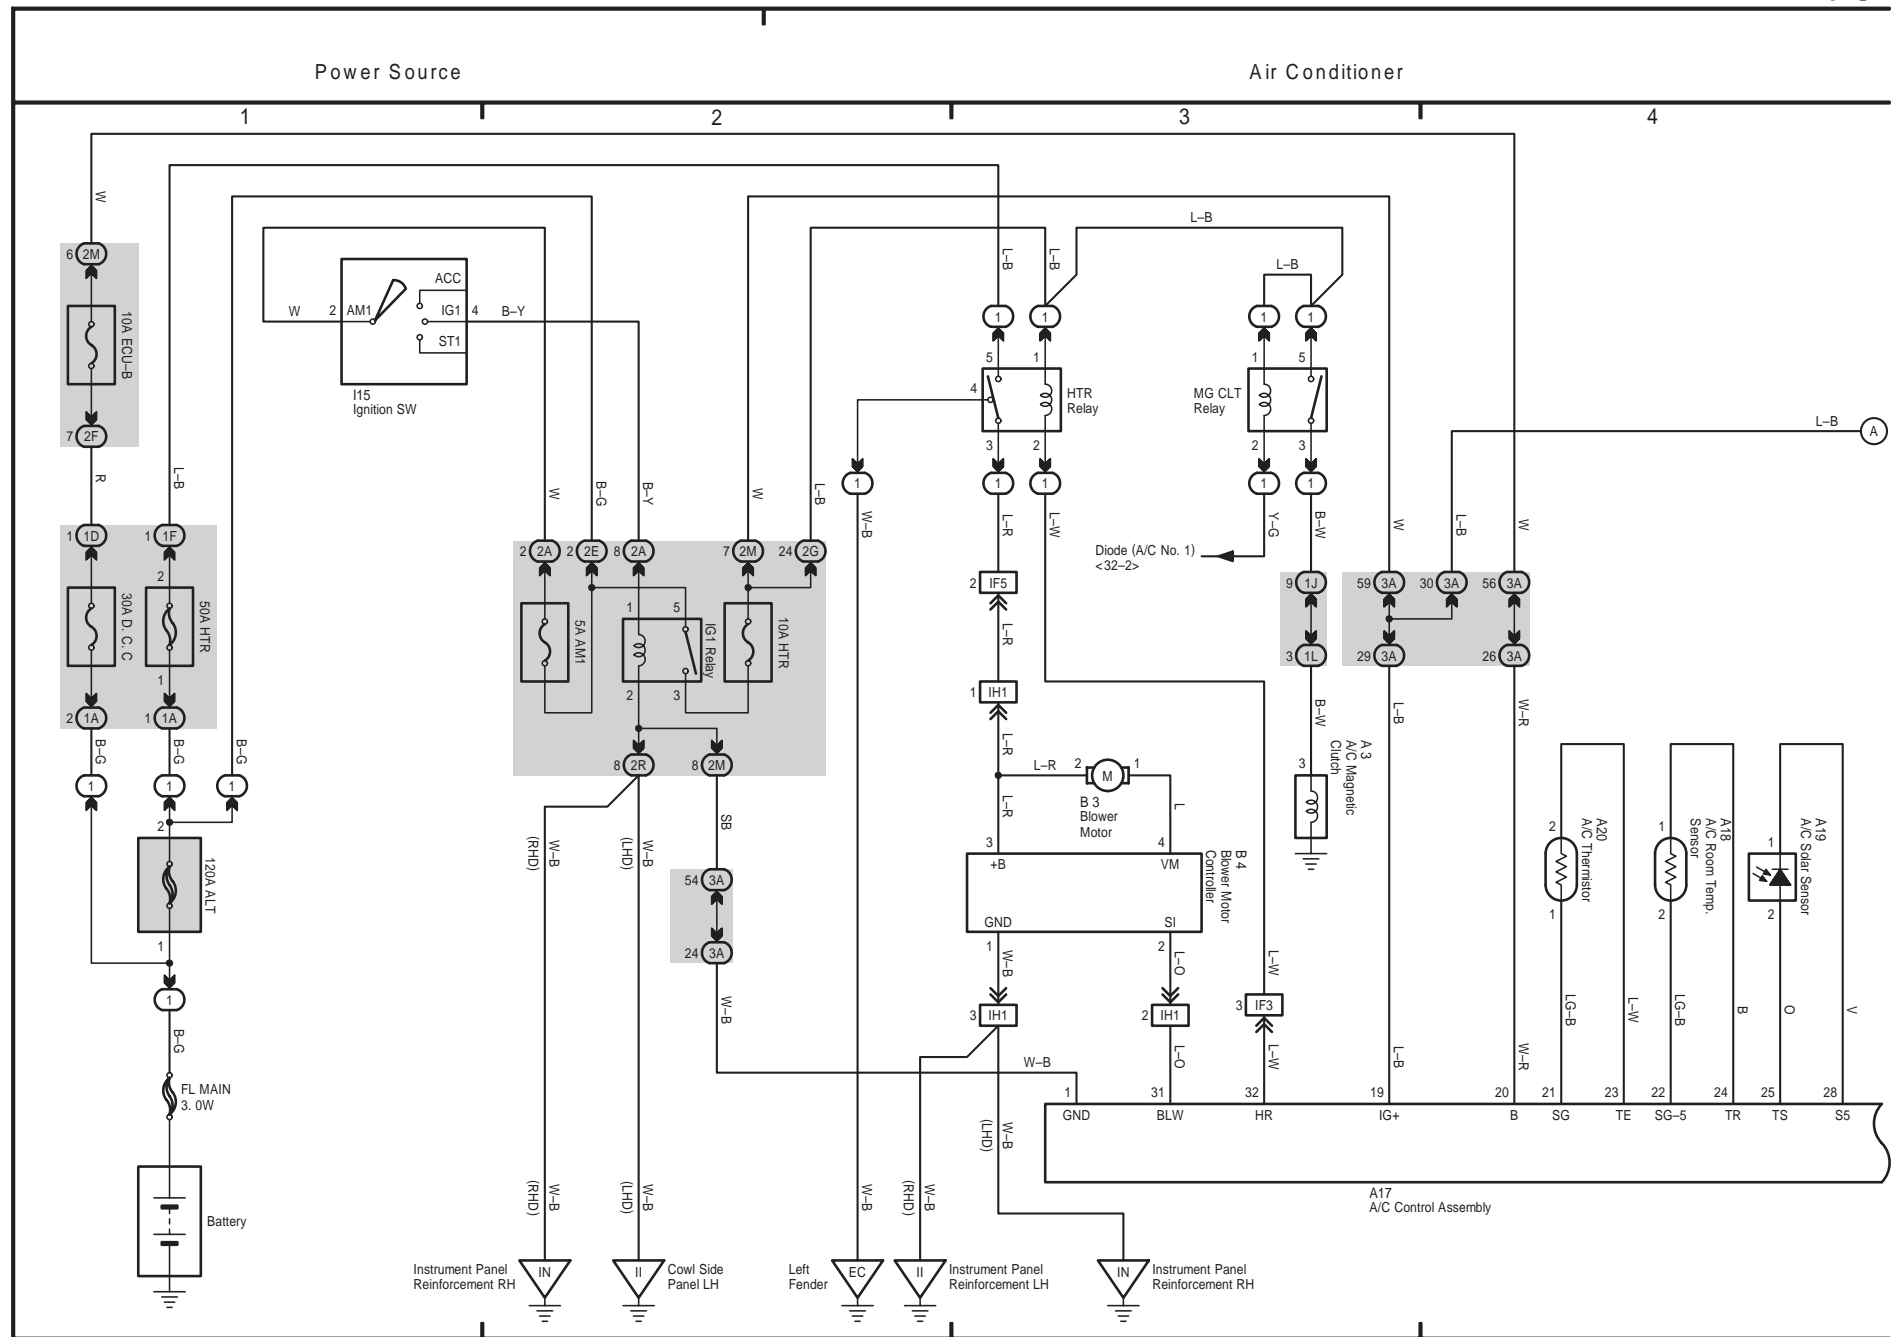 Power Source
Air Conditioner
1
2
3
4
W
L–B
L–B
L–B
L–B
6 2M
10A ECU–B
7 2F
ACC
W
2 AM1
IG1 4
B–Y
ST1
I15
Ignition SW
1
1
1
1
5
1
4
HTR
Relay
3
2
1
5
MG CLT
Relay
2
3
L–B
A
R
L–B
W
B–G
B–Y
W
L–B
1
1
1
1
1
W–B
L–R
L–W
Y–G
B–W
W
L–B
W
Diode (A/C No. 1)
<32–2>
1 1D
1 1F
2
30A D. C. C
50A HTR
1
2 1A
1 1A
2 2A
2 2E
8 2A
7 2M
24 2G
5A AM1
1
5
IG1 Relay
2
3
10A HTR
8 2R
8 2M
2 IF5
L–R
1 IH1
L–R
9 1J
3 1L
59 3A
30 3A
56 3A
29 3A
26 3A
B–G
B–G
B–G
1
1
1
2
120A ALT
1
1
B–G
FL MAIN
3. 0W
Battery
W–B
(RHD)
W–B
(LHD)
SB
54 3A
24 3A
W–B
L–R
2
M
1
B 3
Blower
Motor
L–R
L
3
4
+B
VM
B 4
Blower Motor
Controller
GND
SI
1
2
W–B
L–O
3 IH1
2 IH1
L–O
L–W
3 IF3
L–W
B–W
A 3
A/C Magnetic
Clutch
3
L–B
W–R
2
A20
A/C Thermistor
1
1
A18
A/C Room Temp.
Sensor
2
1
A19
A/C Solar Sensor
2
LG–B
L–W
LG–B
B
O
V
L–B
W–R
W–B
1
31
32
19
20
21
23
22
24
25
28
GND
BLW
HR
IG+
B
SG
TE
SG–5
TR
TS
S5
A17
A/C Control Assembly
W–B
(LHD)
W–B
(RHD)
W–B
(LHD)
W–B
W–B
(RHD)
Instrument Panel
Reinforcement RH
IN
II
Cowl Side
Panel LH
Left
Fender
EC
II
Instrument Panel
Reinforcement LH
IN
Instrument Panel
Reinforcement RH